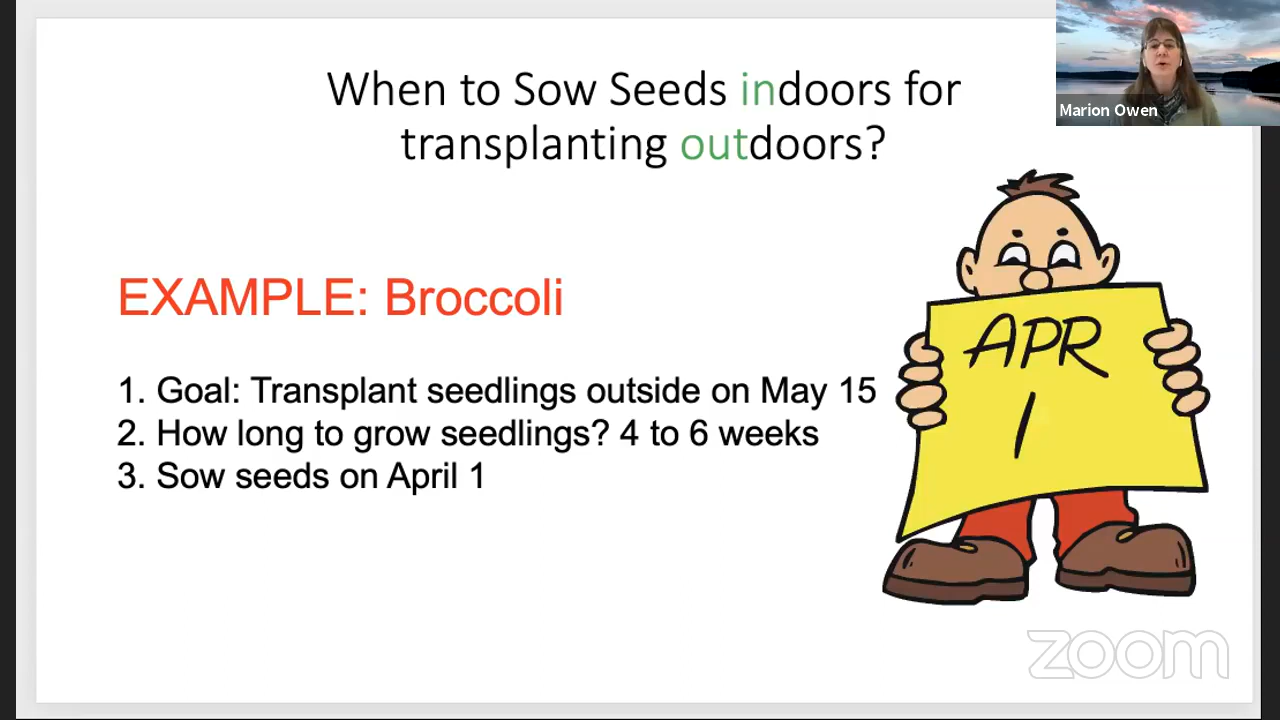 When to Sow Seeds indoors for
transplanting outdoors?
Marion Owen
EXAMPLE: Broccoli
1. Goal: Transplant seedlings outside on May 15
2. How long to grow seedlings? 4 to 6 weeks
3. Sow seeds on April 1
APR
1
zoom